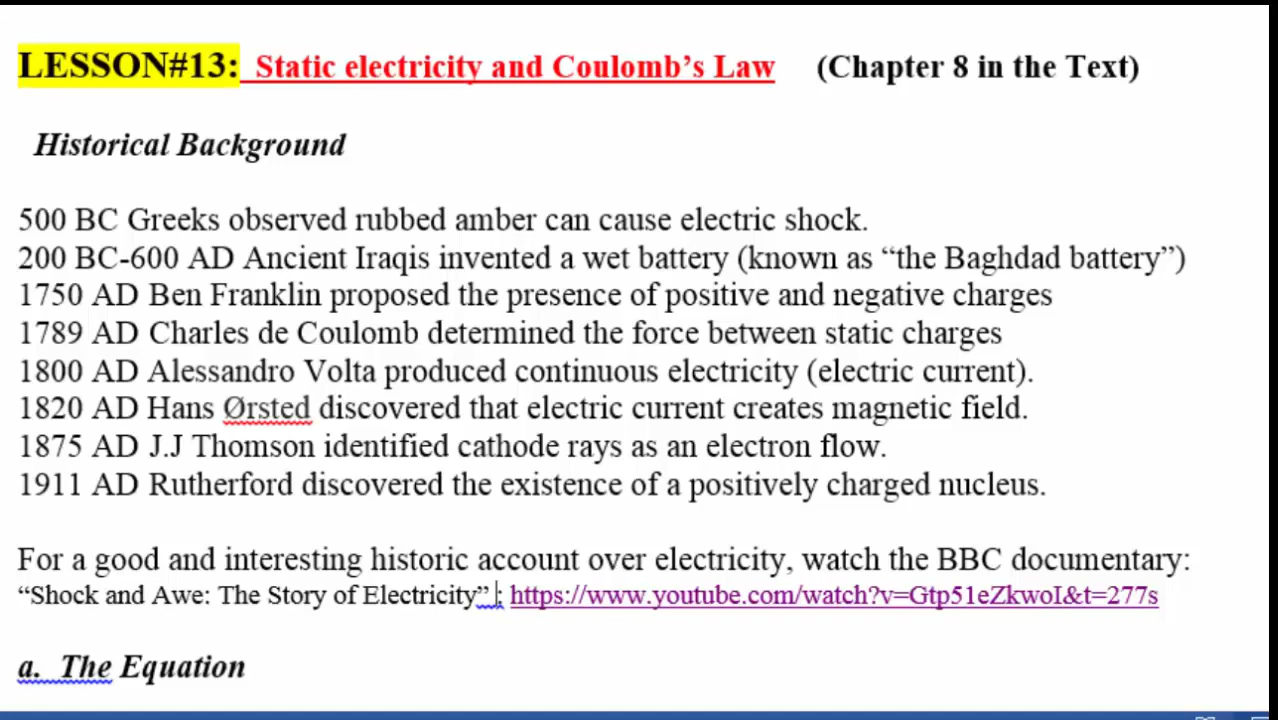 LESSON#13: Static electricity and Coulomb’s Law (Chapter 8 in the Text)
Historical Background
500 BC Greeks observed rubbed amber can cause electric shock.
200 BC-600 AD Ancient Iraqis invented a wet battery (known as “the Baghdad battery”)
1750 AD Ben Franklin proposed the presence of positive and negative charges
1789 AD Charles de Coulomb determined the force between static charges
1800 AD Alessandro Volta produced continuous electricity (electric current).
1820 AD Hans Ørsted discovered that electric current creates magnetic field.
1875 AD J.J Thomson identified cathode rays as an electron flow.
1911 AD Rutherford discovered the existence of a positively charged nucleus.
For a good and interesting historic account over electricity, watch the BBC documentary:
“Shock and Awe: The Story of Electricity” : https://www.youtube.com/watch?v=Gtp51eZkwoI&t=277s
a. The Equation